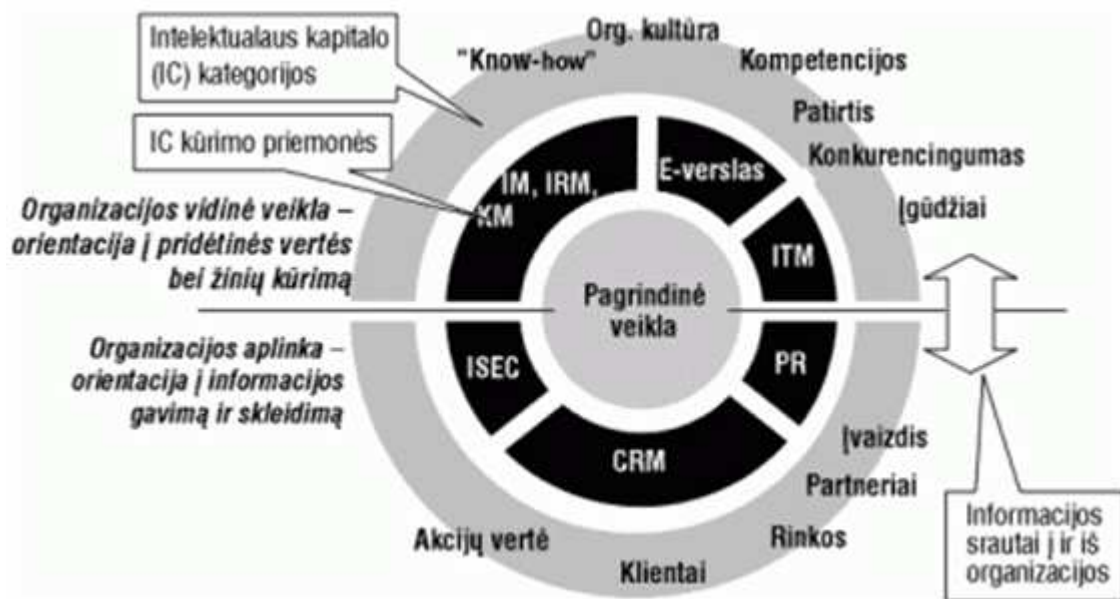 Intelektualaus kapitalo
(IC) kategorijos
Org. kultūra
"Know-how"
Kompetencijos
Patirtis
Konkurencingumas
Įgūdžiai
IC kūrimo priemonės
IM, IRM,
KM
E-verslas
ITM
Organizacijos vidinė veikla –
orientacija į pridėtinės vertės
bei žinių kūrimą
Pagrindinė
veikla
Organizacijos aplinka –
orientacija į informacijos
gavimą ir skleidimą
ISEC
PR
CRM
Įvaizdis
Partneriai
Rinkos
Klientai
Akcijų vertė
Informacijos
srautai į ir iš
organizacijos